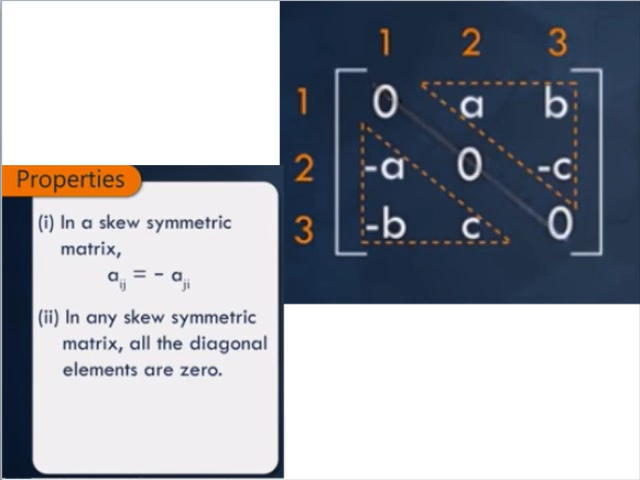 1 2 3
1 0 a b
2 -a 0 -c
3 -b c 0
Properties
(i) In a skew symmetric
matrix,
aij = - aji
(ii) In any skew symmetric
matrix, all the diagonal
elements are zero.